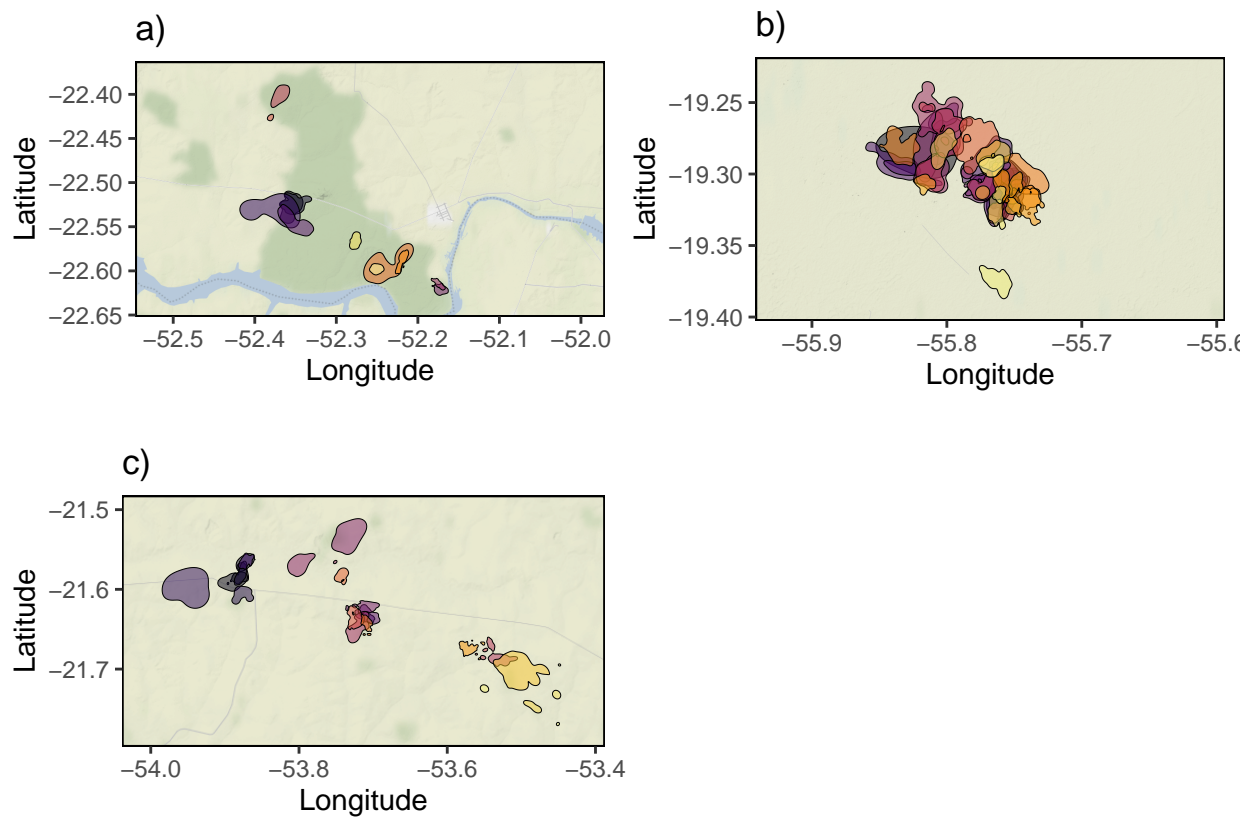 a)
−22.40
−22.45
−22.50
−22.55
−22.60
−22.65
Latitude
−52.5 −52.4 −52.3 −52.2 −52.1 −52.0
Longitude
b)
−19.25
−19.30
−19.35
−19.40
Latitude
−55.9 −55.8 −55.7 −55.6
Longitude
c)
−21.5
−21.6
−21.7
Latitude
−54.0 −53.8 −53.6 −53.4
Longitude